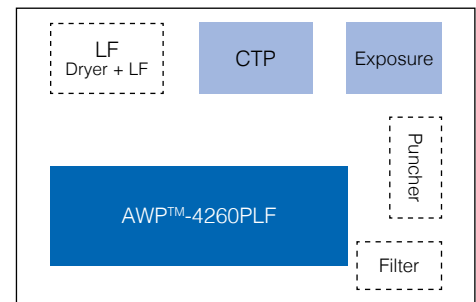 LF
Dryer + LF
CTP
Exposure
Puncher
AWP™-4260PLF
Filter